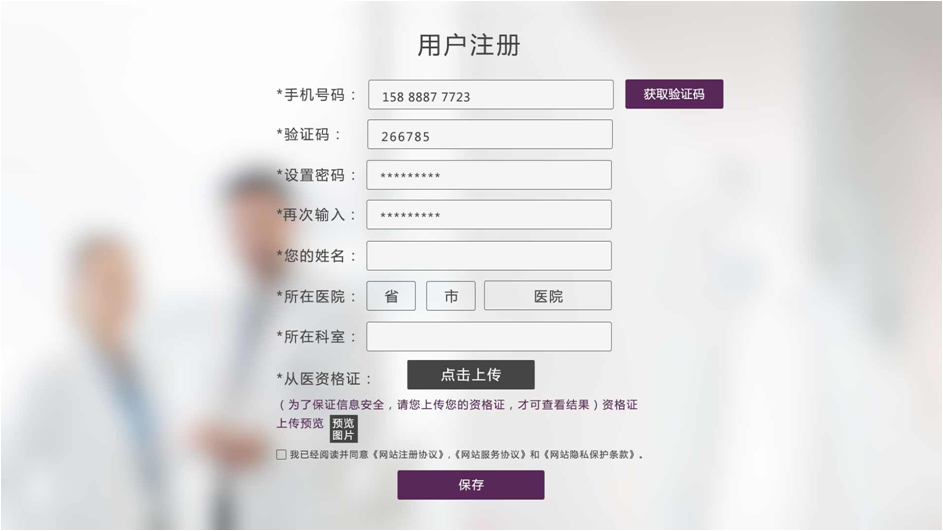 用户注册
*手机号码： 158 8887 7723 获取验证码
*验证码： 266785
*设置密码： *********
*再次输入： *********
*您的姓名：
*所在医院： 省 市 医院
*所在科室：
*从医资格证： 点击上传
（为了保证信息安全，请您上传您的资格证，才可查看结果）资格证
上传预览 预览
图片
我已经阅读并同意《网站注册协议》,《网站服务协议》和《网站隐私保护条款》。
保存